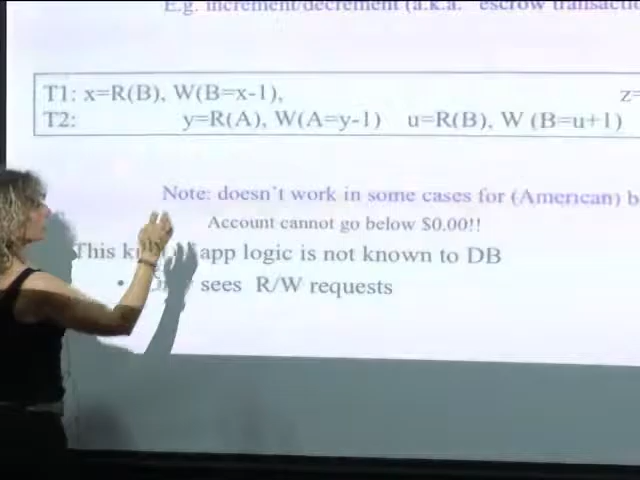 E.g. increment/decrement (a.k.a. "escrow transactio
T1: x=R(B), W(B=x-1), z=
T2: y=R(A), W(A=y-1) u=R(B), W (B=u+1)
Note: doesn't work in some cases for (American) b
Account cannot go below $0.00!!
This app logic is not known to DB
• sees R/W requests